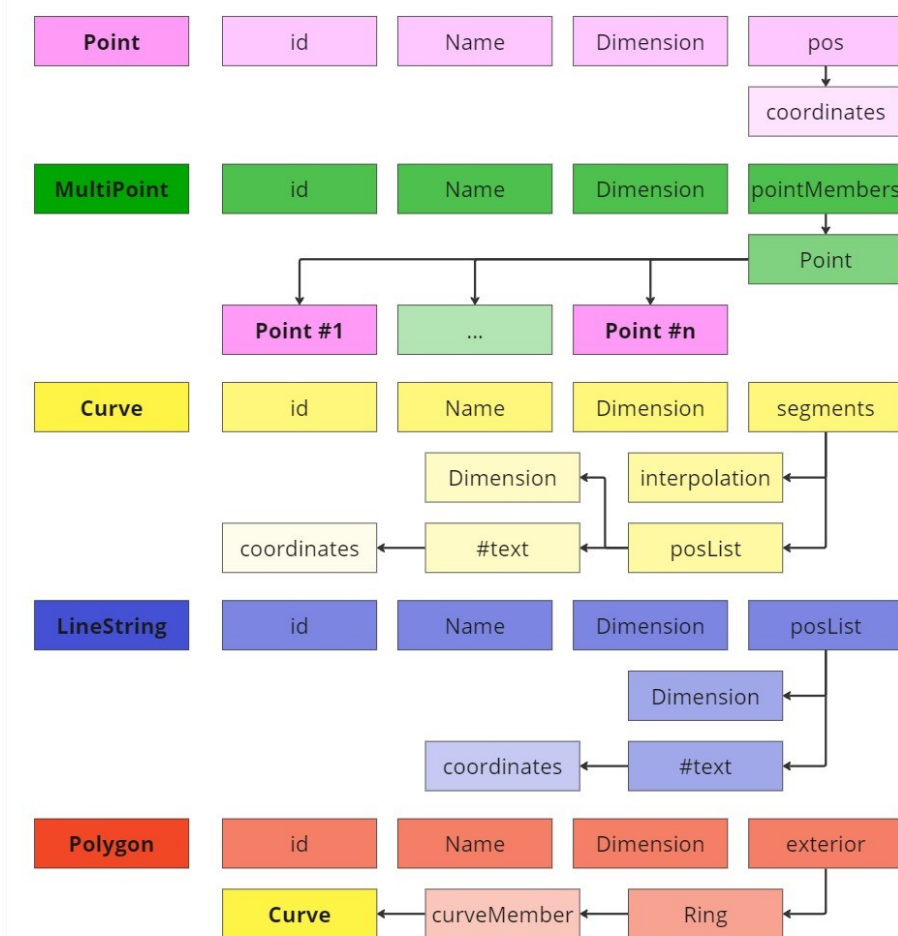 Point id Name Dimension pos
coordinates
MultiPoint id Name Dimension pointMembers
Point
Point #1 ... Point #n
Curve id Name Dimension segments
Dimension interpolation
coordinates #text posList
LineString id Name Dimension posList
Dimension
coordinates #text
Polygon id Name Dimension exterior
Curve curveMember Ring